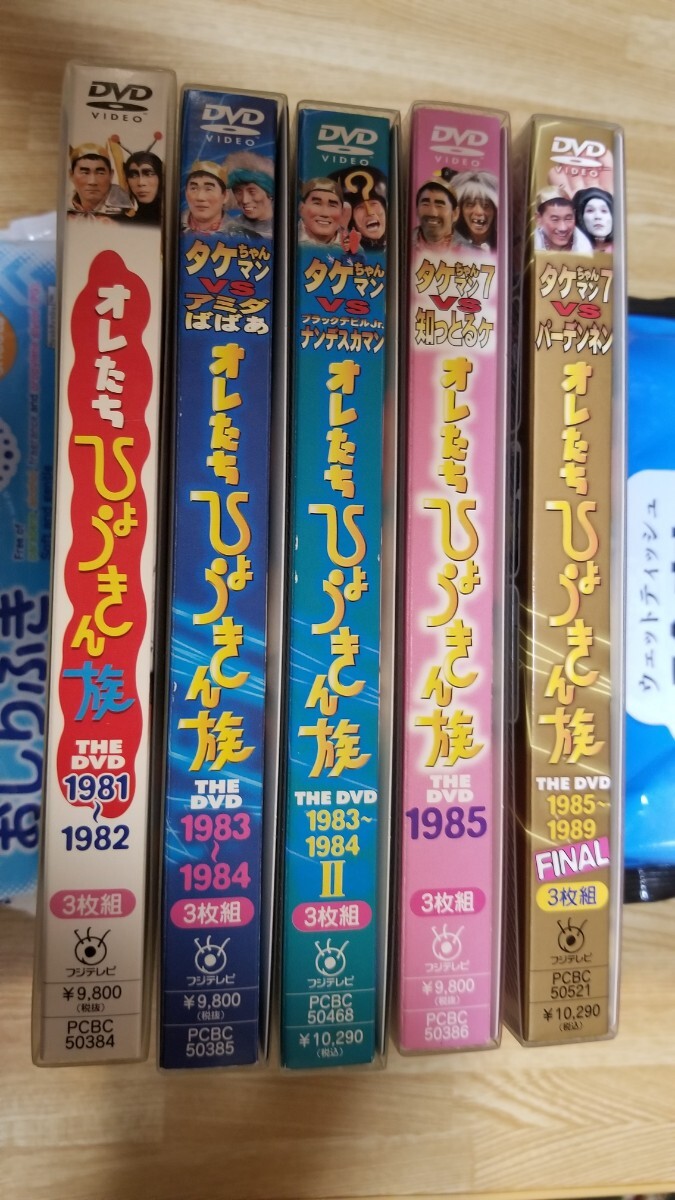 DVD
VIDEO
オレたち
ひょうきん族
THE
DVD
1981
～
1982
3枚組
フジテレビ
￥9,800
(税抜)
PCBC
50384
DVD
VIDEO
タケちゃんマン
VS
アミダ
ばばあ
オレたち
ひょうきん族
THE
DVD
1983
～
1984
3枚組
フジテレビ
￥9,800
(税抜)
PCBC
50385
DVD
VIDEO
タケちゃんマン
VS
ブラックデビルJr.
ナンデスカマン
オレたち
ひょうきん族
THE DVD
1983～
1984
II
3枚組
フジテレビ
PCBC
50468
￥10,290
(税込)
DVD
VIDEO
タケちゃんマン7
VS
知っとるケ
オレたち
ひょうきん族
THE
DVD
1985
3枚組
フジテレビ
￥9,800
(税抜)
PCBC
50386
DVD
VIDEO
タケちゃんマン7
VS
パーデンネン
オレたち
ひょうきん族
THE DVD
1985～
1989
FINAL
3枚組
フジテレビ
PCBC
50521
￥10,290
(税込)
おしりふき
Free of
ウェットティッシュ